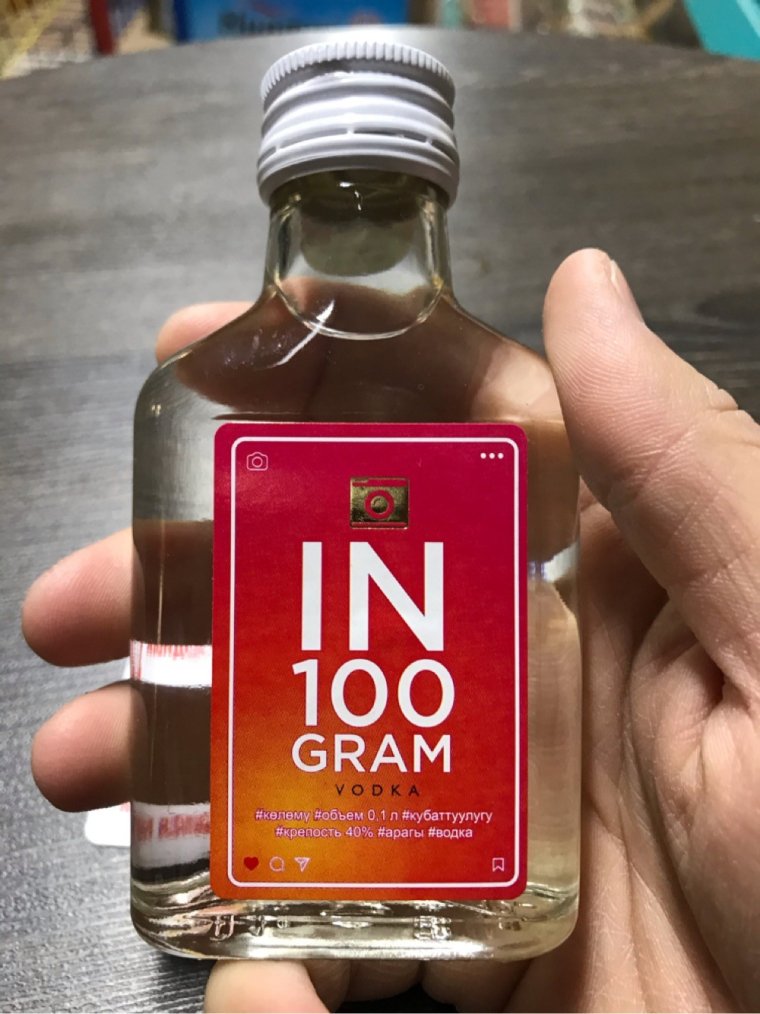 IN
100
GRAM
VODKA
#көлөмү #объем 0,1 л #кубаттуулугу
#крепость 40% #арагы #водка